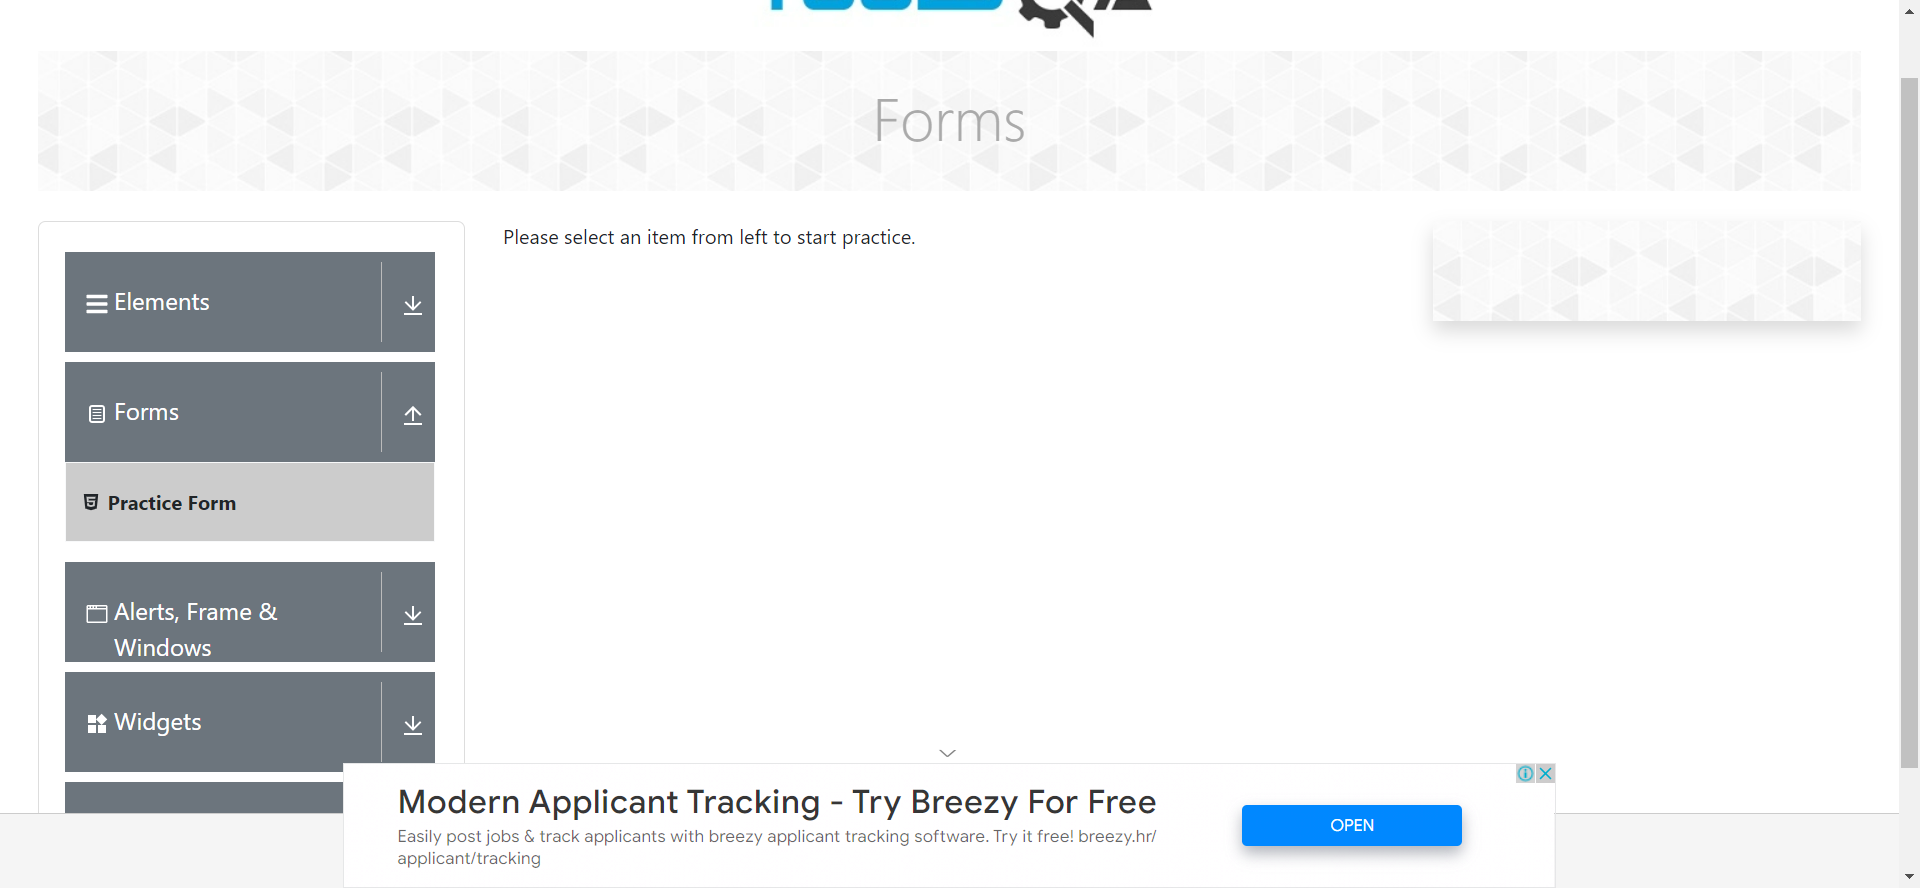 Forms
Please select an item from left to start practice.
Elements
Forms
Practice Form
Alerts, Frame &
Windows
Widgets
Modern Applicant Tracking - Try Breezy For Free
Easily post jobs & track applicants with breezy applicant tracking software. Try it free! breezy.hr/
applicant/tracking
OPEN